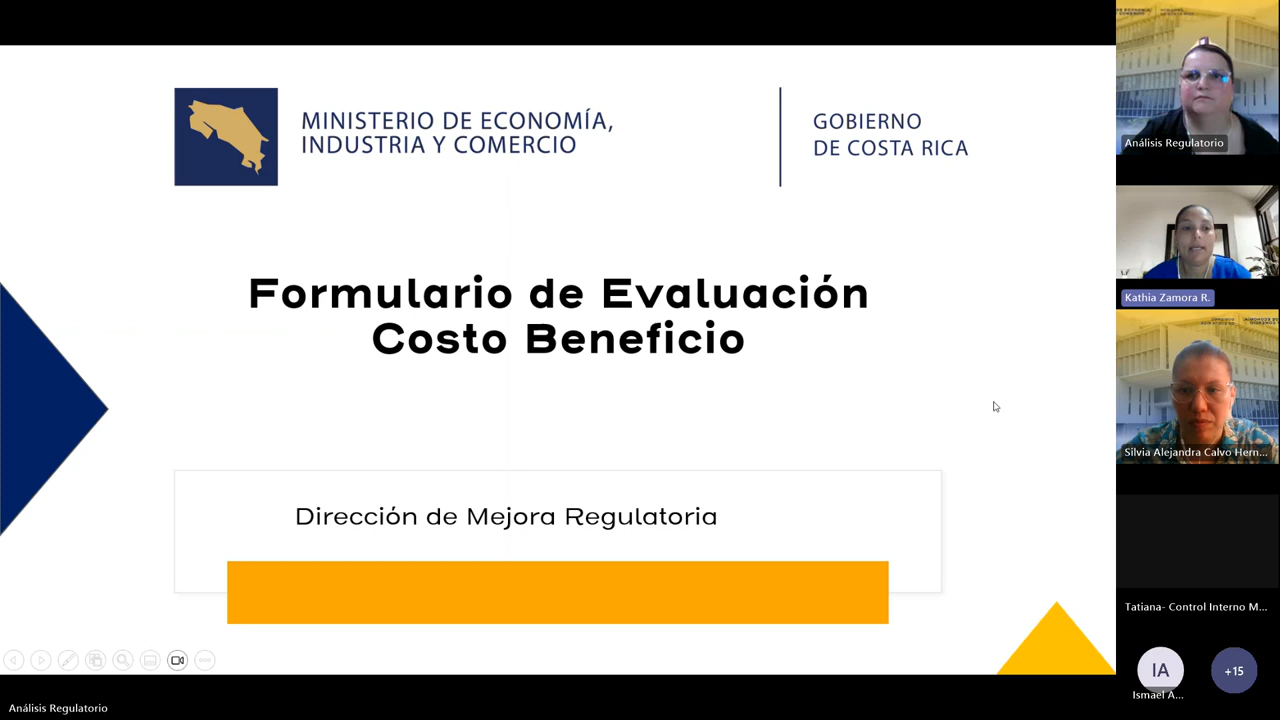 MINISTERIO DE ECONOMÍA,
INDUSTRIA Y COMERCIO
GOBIERNO
DE COSTA RICA
Formulario de Evaluación
Costo Beneficio
Dirección de Mejora Regulatoria
Análisis Regulatorio
Kathia Zamora R.
Silvia Alejandra Calvo Hern...
Tatiana- Control Interno M...
IA
Ismael A...
+15
Análisis Regulatorio